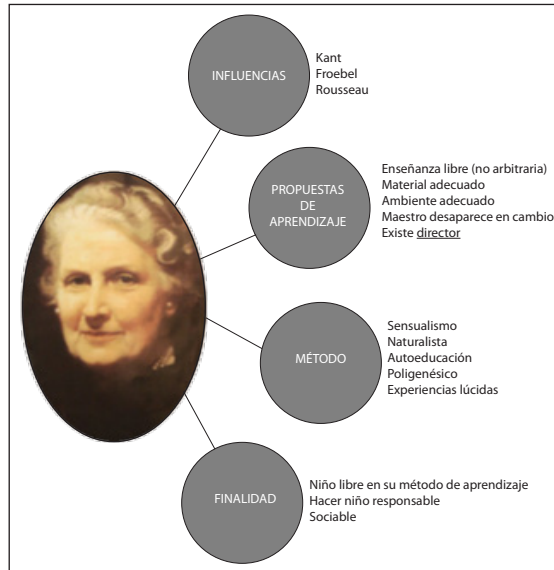 INFLUENCIAS
Kant
Froebel
Rousseau
PROPUESTAS
DE
APRENDIZAJE
Enseñanza libre (no arbitraria)
Material adecuado
Ambiente adecuado
Maestro desaparece en cambio
Existe director
MÉTODO
Sensualismo
Naturalista
Autoeducación
Poligenésico
Experiencias lúcidas
FINALIDAD
Niño libre en su método de aprendizaje
Hacer niño responsable
Sociable